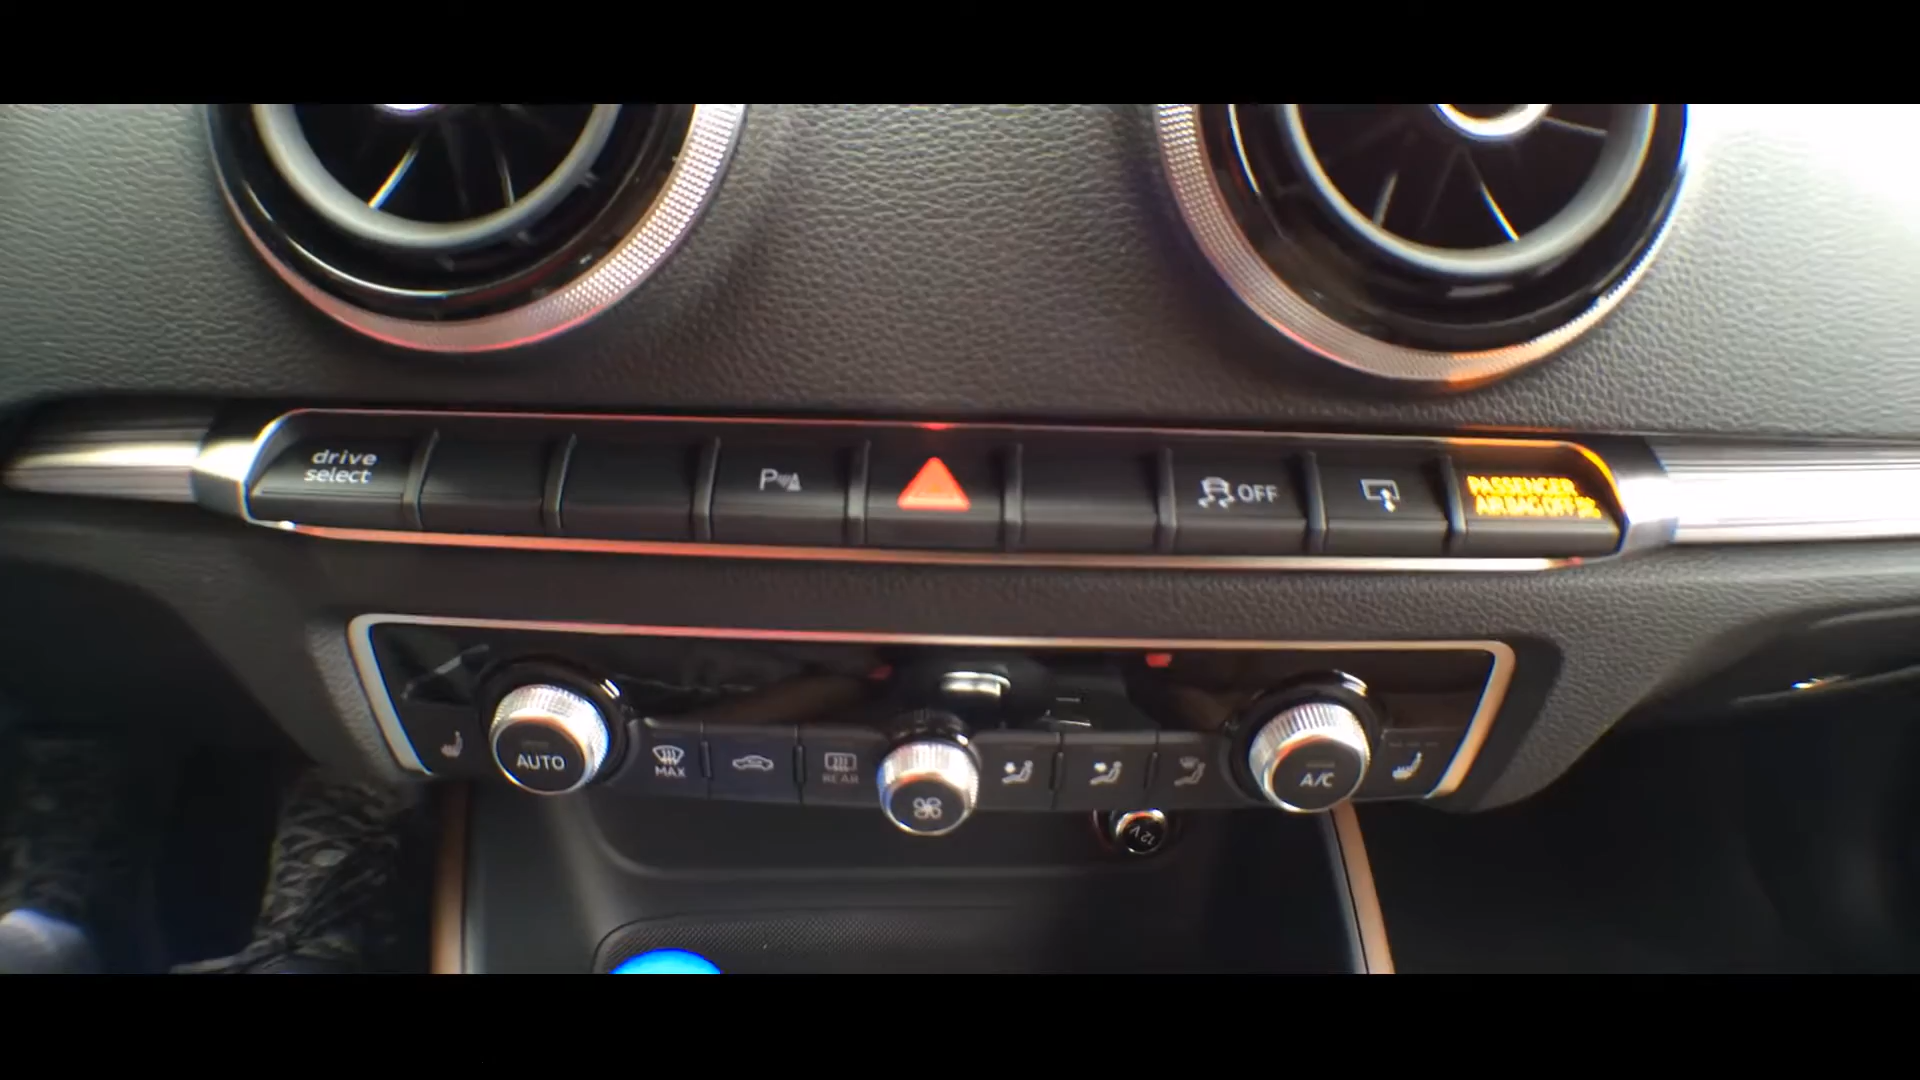 drive
select
P
OFF
PASSENGER
AIR BAG OFF
AUTO
MAX
REAR
A/C
12V